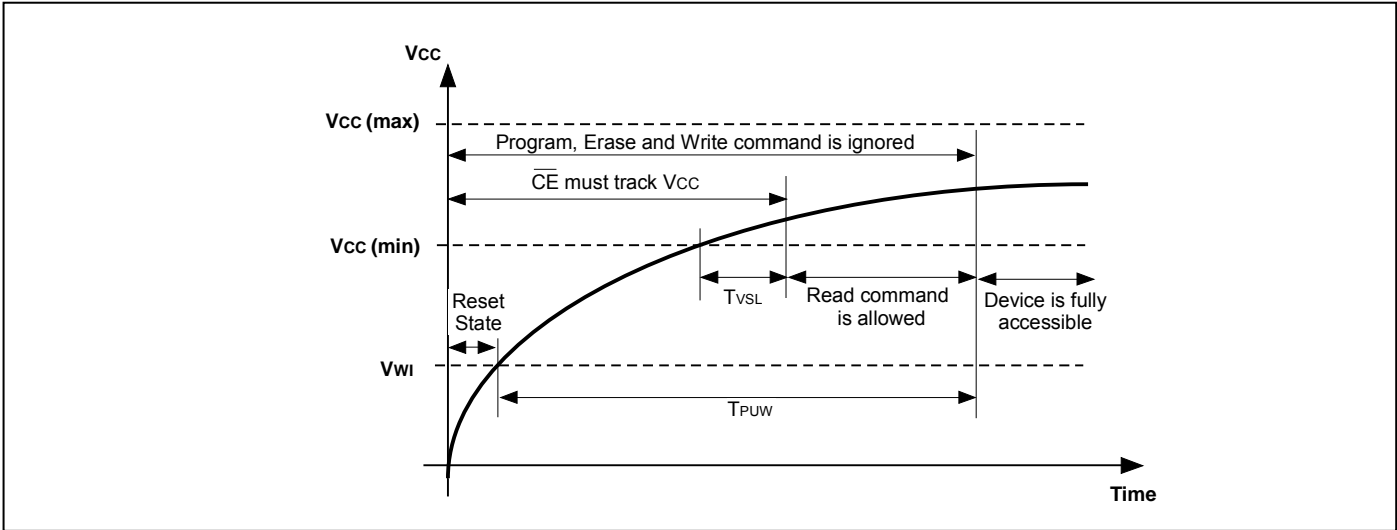 Vcc
Vcc (max)
Program, Erase and Write command is ignored
CE must track Vcc
Vcc (min)
Reset
State
TVSL
Read command
is allowed
Device is fully
accessible
VWI
TPUW
Time